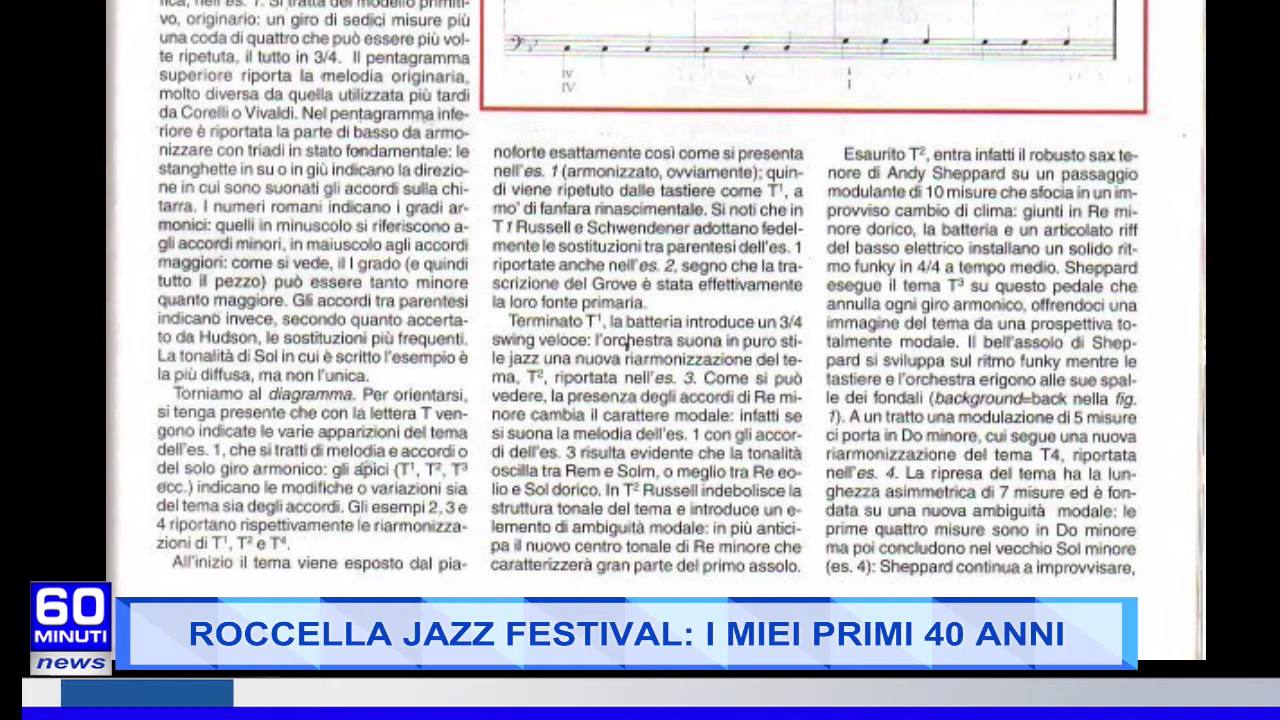 fica, nell'es. 1. Si tratta del modello primiti-
vo, originario: un giro di sedici misure più
una coda di quattro che può essere più vol-
te ripetuta, il tutto in 3/4. Il pentagramma
superiore riporta la melodia originaria,
molto diversa da quella utilizzata più tardi
da Corelli o Vivaldi. Nel pentagramma infe-
riore è riportata la parte di basso da armo-
nizzare con triadi in stato fondamentale: le
stanghette in su o in giù indicano la direzio-
ne in cui sono suonati gli accordi sulla chi-
tarra. I numeri romani indicano i gradi ar-
monici: quelli in minuscolo si riferiscono a-
gli accordi minori, in maiuscolo agli accordi
maggiori: come si vede, il I grado (e quindi
tutto il pezzo) può essere tanto minore
quanto maggiore. Gli accordi tra parentesi
indicano invece, secondo quanto accerta-
to da Hudson, le sostituzioni più frequenti.
La tonalità di Sol in cui è scritto l'esempio è
la più diffusa, ma non l'unica.
Torniamo al diagramma. Per orientarsi,
si tenga presente che con la lettera T ven-
gono indicate le varie apparizioni del tema
dell'es. 1, che si tratti di melodia e accordi o
del solo giro armonico: gli apici (T¹, T², T³
ecc.) indicano le modifiche o variazioni sia
del tema sia degli accordi. Gli esempi 2, 3 e
4 riportano rispettivamente le riarmonizza-
zioni di T¹, T² e T⁴.
All'inizio il tema viene esposto dal pia-
iv
IV
V
i
I
noforte esattamente così come si presenta
nell'es. 1 (armonizzato, ovviamente); quin-
di viene ripetuto dalle tastiere come T¹, a
mo' di fanfara rinascimentale. Si noti che in
T 1 Russell e Schwendener adottano fedel-
mente le sostituzioni tra parentesi dell'es. 1
riportate anche nell'es. 2, segno che la tra-
scrizione del Grove è stata effettivamente
la loro fonte primaria.
Terminato T¹, la batteria introduce un 3/4
swing veloce: l'orchestra suona in puro sti-
le jazz una nuova riarmonizzazione del te-
ma, T², riportata nell'es. 3. Come si può
vedere, la presenza degli accordi di Re mi-
nore cambia il carattere modale: infatti se
si suona la melodia dell'es. 1 con gli accor-
di dell'es. 3 risulta evidente che la tonalità
oscilla tra Rem e Solm, o meglio tra Re eo-
lio e Sol dorico. In T² Russell indebolisce la
struttura tonale del tema e introduce un e-
lemento di ambiguità modale: in più antici-
pa il nuovo centro tonale di Re minore che
caratterizzerà gran parte del primo assolo.
Esaurito T², entra infatti il robusto sax te-
nore di Andy Sheppard su un passaggio
modulante di 10 misure che sfocia in un im-
provviso cambio di clima: giunti in Re mi-
nore dorico, la batteria e un articolato riff
del basso elettrico installano un solido rit-
mo funky in 4/4 a tempo medio. Sheppard
esegue il tema T³ su questo pedale che
annulla ogni giro armonico, offrendoci una
immagine del tema da una prospettiva to-
talmente modale. Il bell'assolo di Shep-
pard si sviluppa sul ritmo funky mentre le
tastiere e l'orchestra erigono alle sue spal-
le dei fondali (background=back nella fig.
1). A un tratto una modulazione di 5 misure
ci porta in Do minore, cui segue una nuova
riarmonizzazione del tema T4, riportata
nell'es. 4. La ripresa del tema ha la lun-
ghezza asimmetrica di 7 misure ed è fon-
data su una nuova ambiguità modale: le
prime quattro misure sono in Do minore
ma poi concludono nel vecchio Sol minore
(es. 4): Sheppard continua a improvvisare,
60
MINUTI
news
ROCCELLA JAZZ FESTIVAL: I MIEI PRIMI 40 ANNI